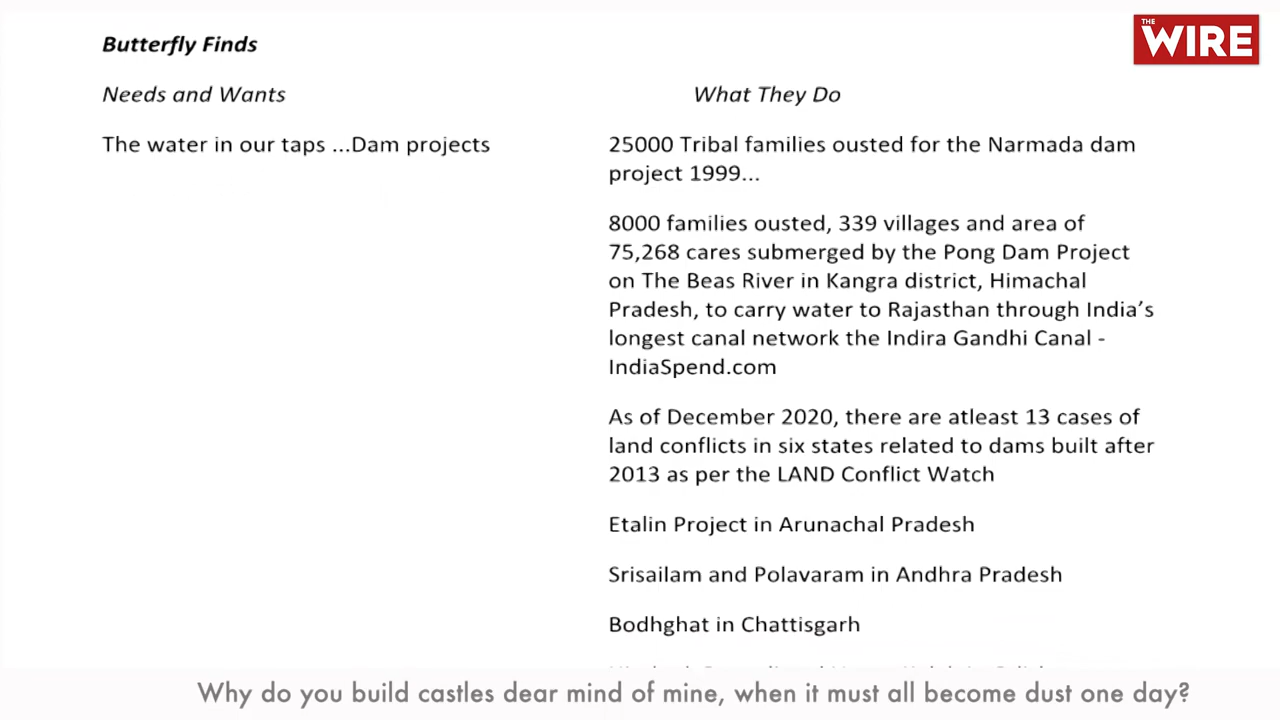 THE
WIRE
Butterfly Finds
Needs and Wants
What They Do
The water in our taps ...Dam projects
25000 Tribal families ousted for the Narmada dam
project 1999...
8000 families ousted, 339 villages and area of
75,268 cares submerged by the Pong Dam Project
on The Beas River in Kangra district, Himachal
Pradesh, to carry water to Rajasthan through India’s
longest canal network the Indira Gandhi Canal -
IndiaSpend.com
As of December 2020, there are atleast 13 cases of
land conflicts in six states related to dams built after
2013 as per the LAND Conflict Watch
Etalin Project in Arunachal Pradesh
Srisailam and Polavaram in Andhra Pradesh
Bodhghat in Chattisgarh
Why do you build castles dear mind of mine, when it must all become dust one day?